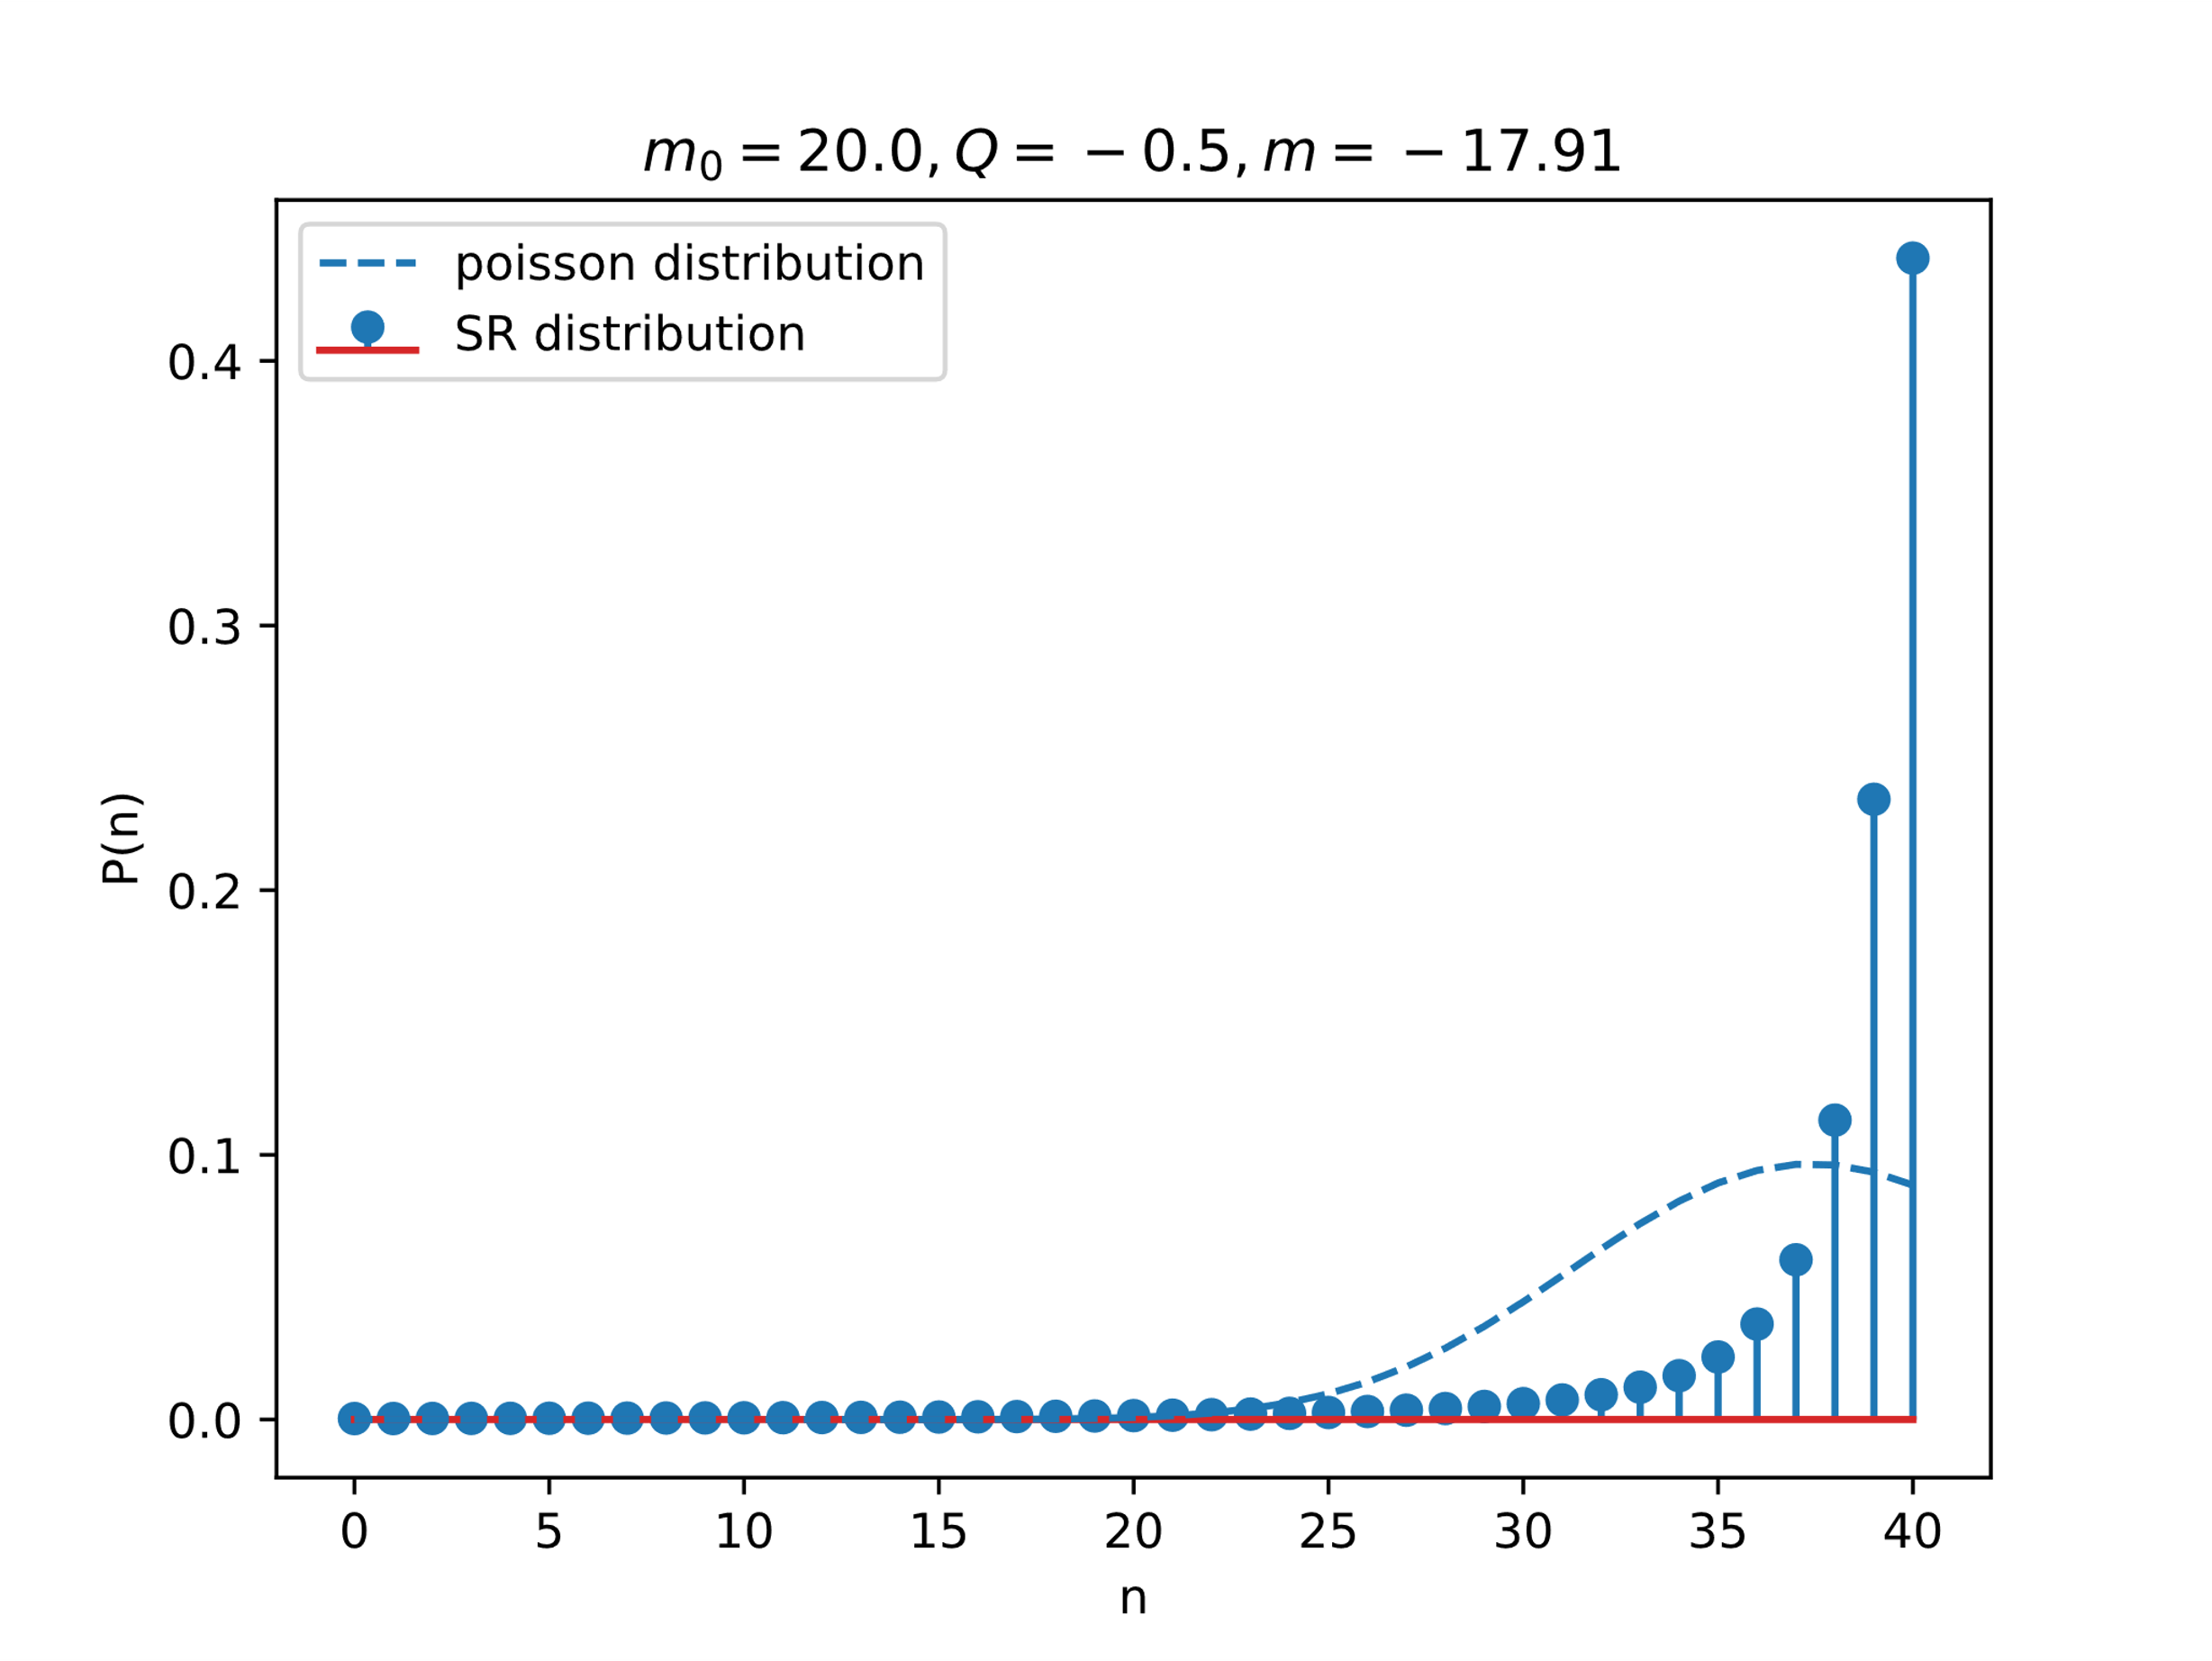 m₀ = 20.0, Q = −0.5, m = −17.91
poisson distribution
SR distribution
P(n)
0.4
0.3
0.2
0.1
0.0
0 5 10 15 20 25 30 35 40
n